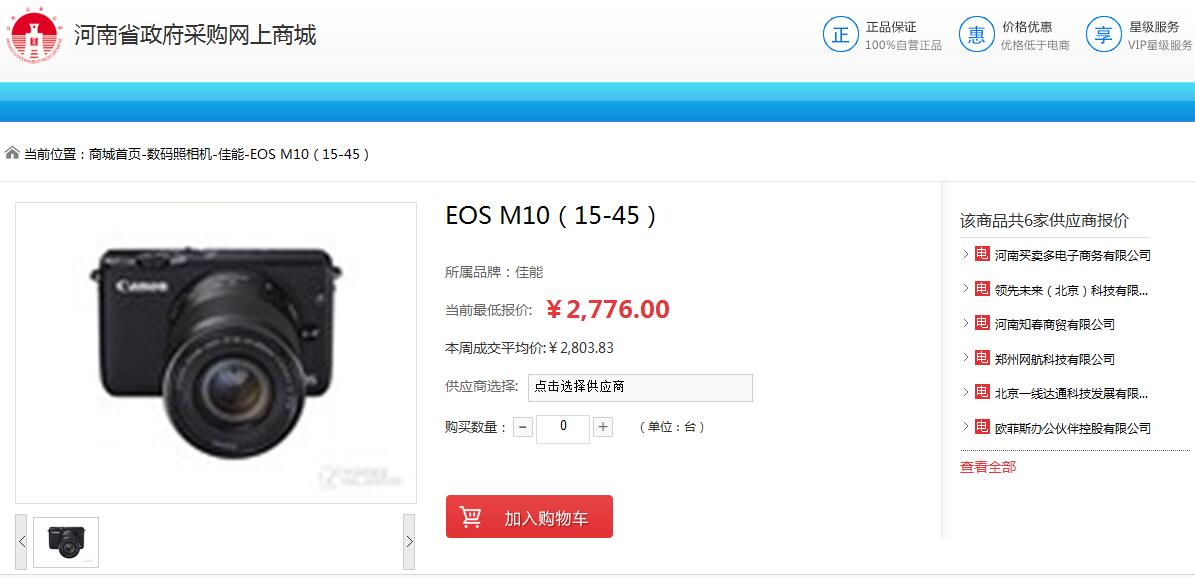 河南省政府采购网上商城
正 正品保证
100%自营正品
惠 价格优惠
优格低于电商
享 星级服务
VIP星级服务
当前位置：商城首页-数码照相机-佳能-EOS M10（15-45）
Canon
EOS M10（15-45）
所属品牌：佳能
当前最低报价: ¥2,776.00
本周成交平均价:¥2,803.83
供应商选择: 点击选择供应商
购买数量： － 0 + （单位：台）
加入购物车
该商品共6家供应商报价
电 河南买卖多电子商务有限公司
电 领先未来（北京）科技有限...
电 河南知春商贸有限公司
电 郑州网航科技有限公司
电 北京一线达通科技发展有限...
电 欧菲斯办公伙伴控股有限公司
查看全部